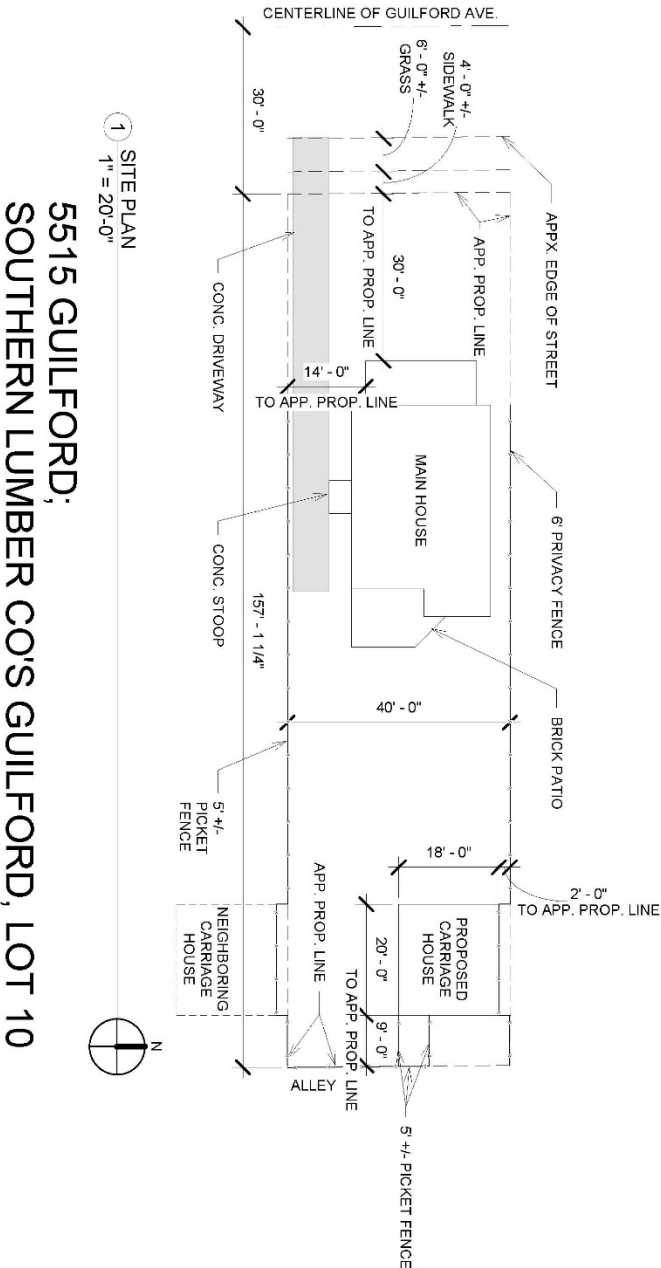 CENTERLINE OF GUILFORD AVE.
30' - 0"
6' - 0" +/-
GRASS
4' - 0" +/-
SIDEWALK
APPX. EDGE OF STREET
APP. PROP. LINE
30' - 0"
TO APP. PROP. LINE
14' - 0"
TO APP. PROP. LINE
CONC. DRIVEWAY
MAIN HOUSE
6' PRIVACY FENCE
CONC. STOOP
157' - 1 1/4"
BRICK PATIO
40' - 0"
5' +/-
PICKET
FENCE
18' - 0"
2' - 0"
TO APP. PROP. LINE
PROPOSED
CARRIAGE
HOUSE
20' - 0"
9' - 0"
TO APP. PROP. LINE
APP. PROP. LINE
NEIGHBORING
CARRIAGE
HOUSE
ALLEY
5' +/- PICKET FENCE
N
1
SITE PLAN
1" = 20'-0"
5515 GUILFORD;
SOUTHERN LUMBER CO'S GUILFORD, LOT 10